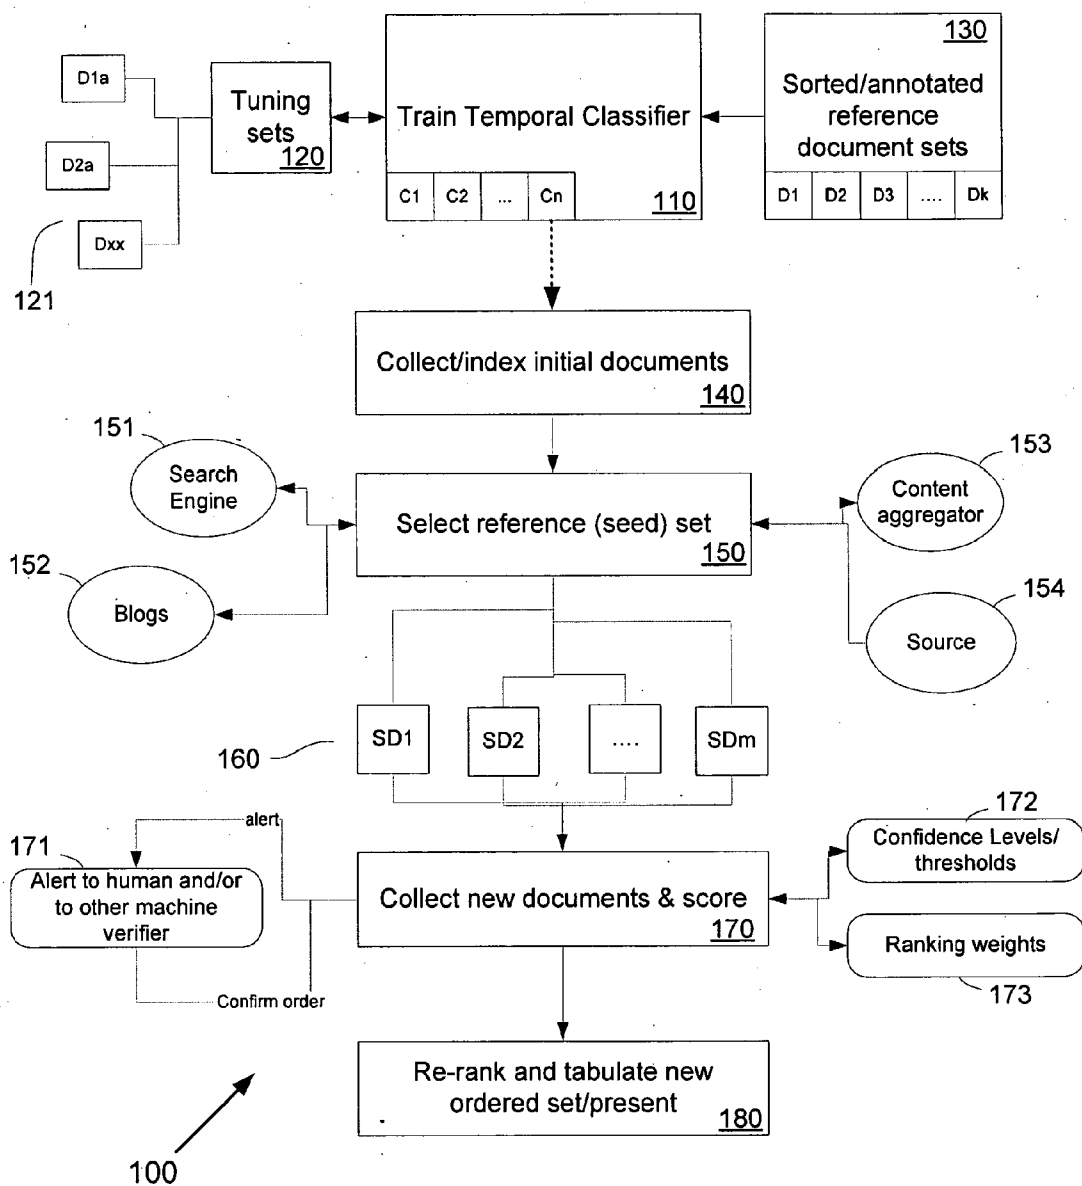 D1a
D2a
Dxx
121
Tuning
sets
120
Train Temporal Classifier
C1 C2 ... Cn
110
130
Sorted/annotated
reference
document sets
D1 D2 D3 .... Dk
Collect/index initial documents
140
151
Search
Engine
152
Blogs
Select reference (seed) set
150
153
Content
aggregator
154
Source
160
SD1 SD2 .... SDm
alert
171
Alert to human and/or
to other machine
verifier
Confirm order
Collect new documents & score
170
172
Confidence Levels/
thresholds
Ranking weights
173
Re-rank and tabulate new
ordered set/present
180
100